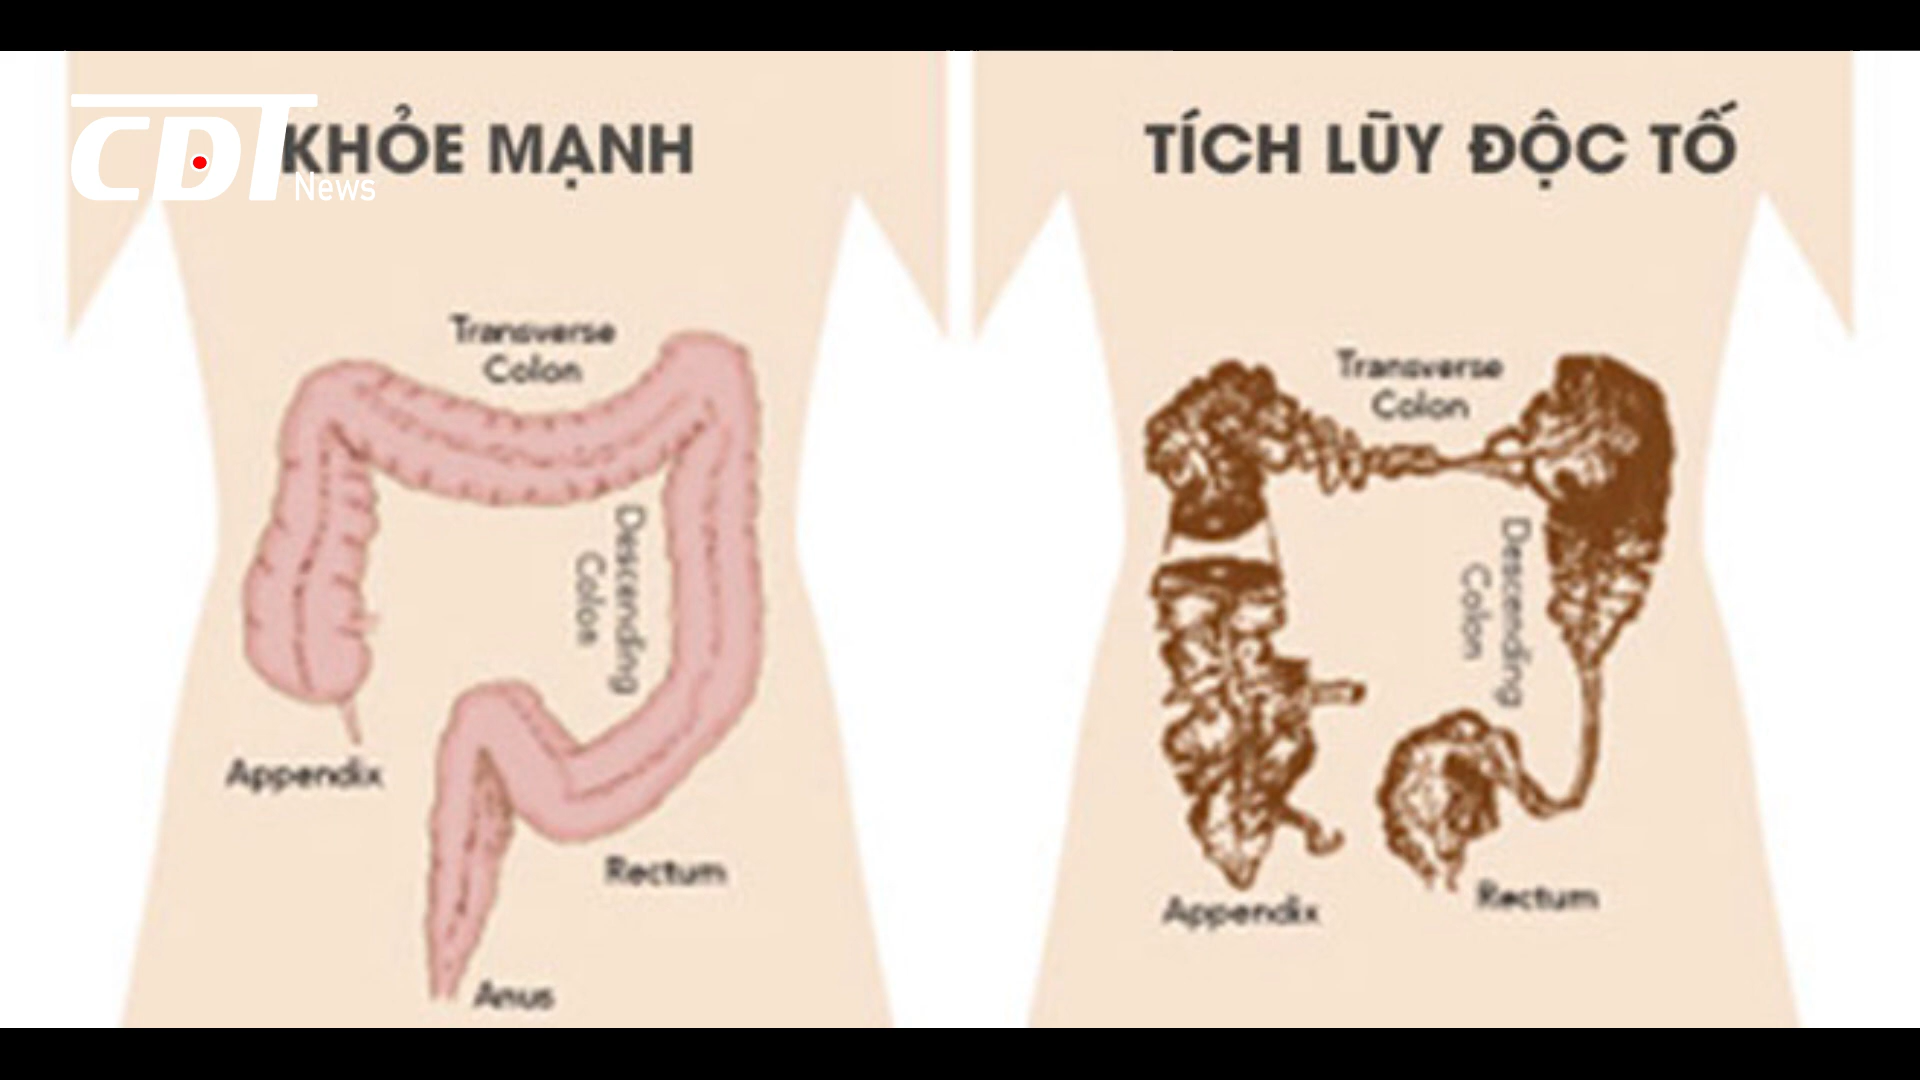 CDT News
KHỎE MẠNH
Transverse
Colon
Descending
Colon
Appendix
Rectum
Anus
TÍCH LŨY ĐỘC TỐ
Transverse
Colon
Descending
Colon
Appendix
Rectum